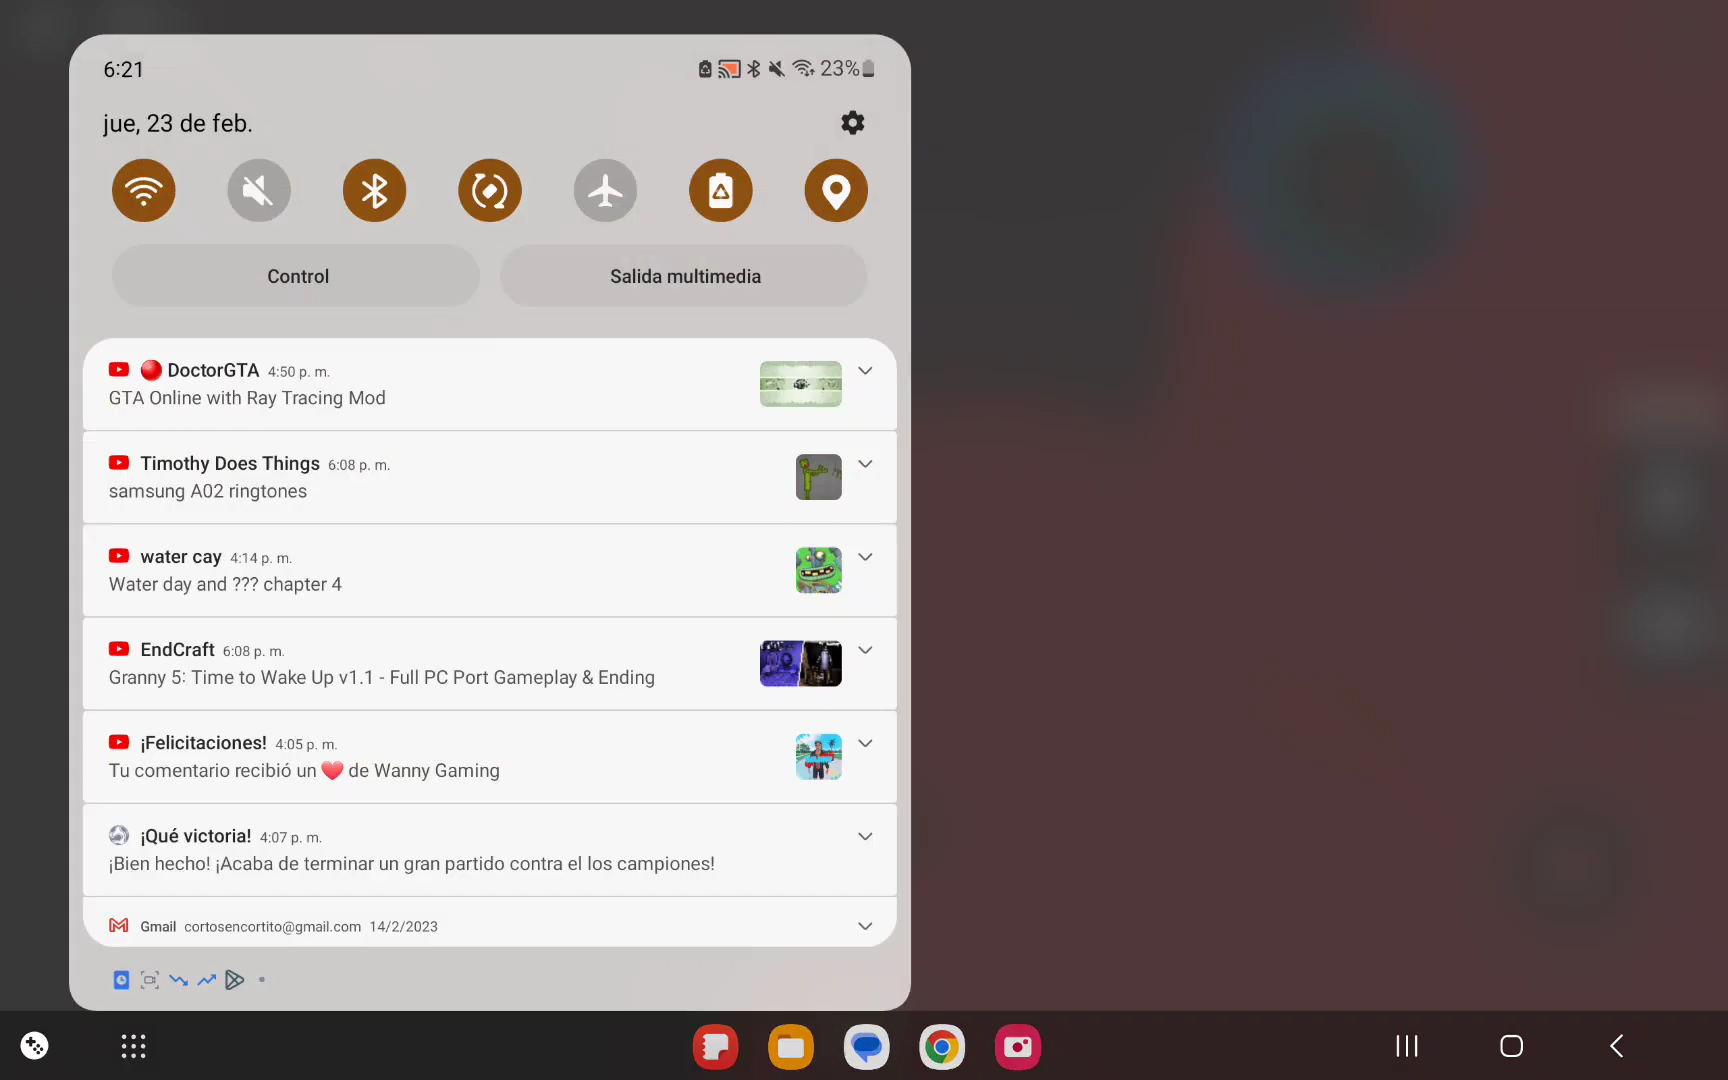 6:21
23%
jue, 23 de feb.
Control
Salida multimedia
DoctorGTA 4:50 p. m.
GTA Online with Ray Tracing Mod
Timothy Does Things 6:08 p. m.
samsung A02 ringtones
water cay 4:14 p. m.
Water day and ??? chapter 4
EndCraft 6:08 p. m.
Granny 5: Time to Wake Up v1.1 - Full PC Port Gameplay & Ending
¡Felicitaciones! 4:05 p. m.
Tu comentario recibió un ❤️ de Wanny Gaming
¡Qué victoria! 4:07 p. m.
¡Bien hecho! ¡Acaba de terminar un gran partido contra el los campiones!
Gmail cortosencortito@gmail.com 14/2/2023